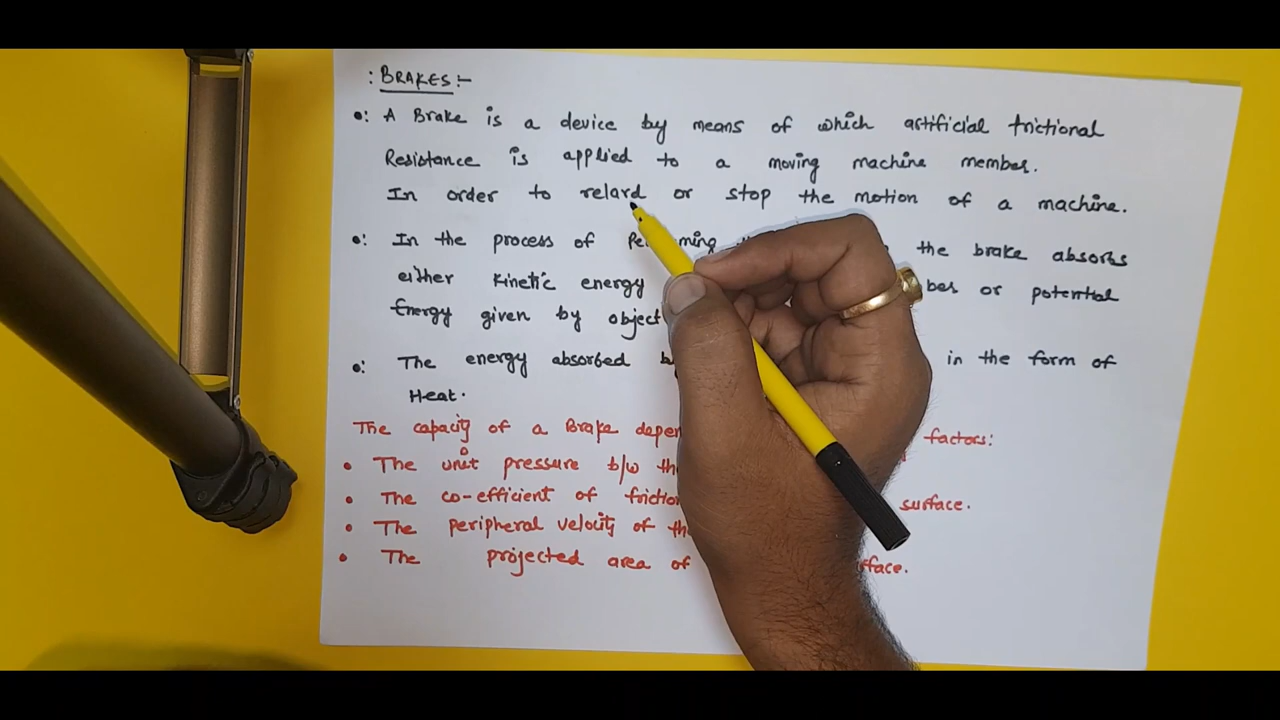 : BRAKES :-
•: A Brake is a device by means of which artificial frictional
Resistance is applied to a moving machine member.
In order to relard or stop the motion of a machine.
•: In the process of the brake absorbs
either kinetic energy or potential
Energy given by object
•: The energy absorbed in the form of
Heat.
The capacity of a Brake factors:
• The unit pressure b/w
• The co-efficient of surface.
• The peripheral velocity of
• The projected area of